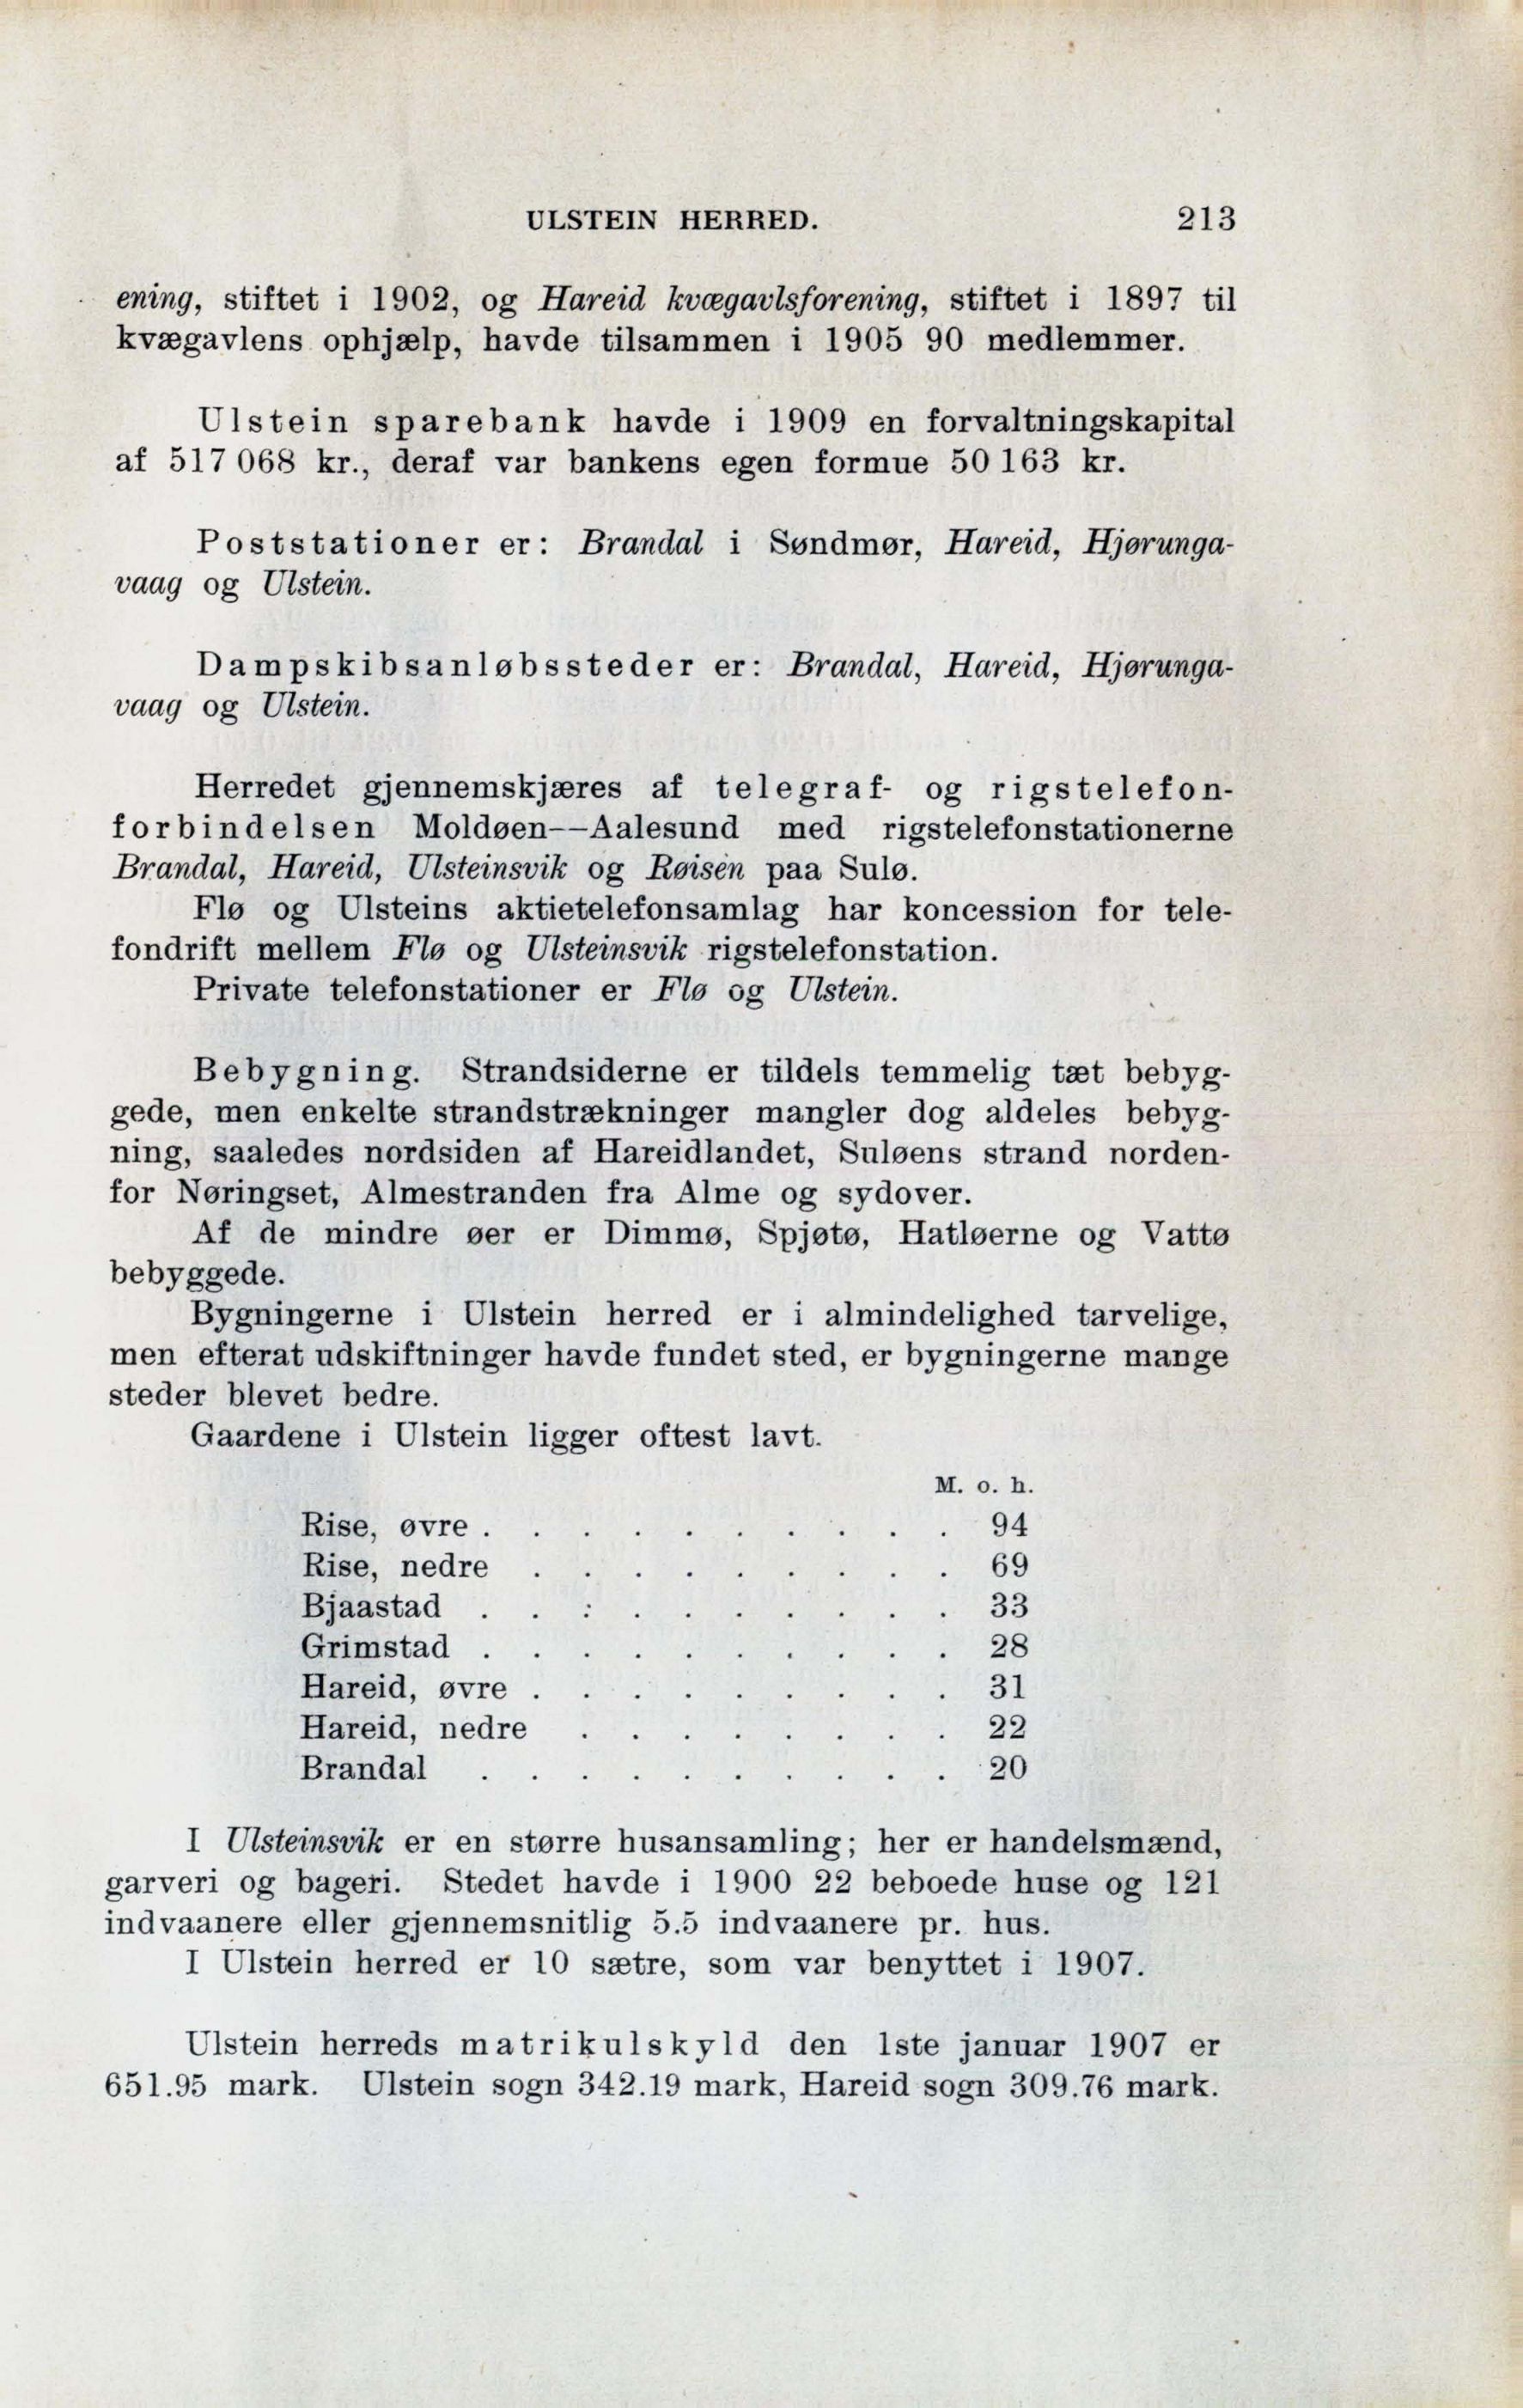 ULSTEIN HERRED. 213
ening, stiftet i 1902, og Hareid kvægavlsforening, stiftet i 1897 til
kvægavlens ophjælp, havde tilsammen i 1905 90 medlemmer.
Ulstein sparebank havde i 1909 en forvaltningskapital
af 517 068 kr., deraf var bankens egen formue 50 163 kr.
Poststationer er: Brandal i Søndmør, Hareid, Hjørunga-
vaag og Ulstein.
Dampskibsanløbssteder er: Brandal, Hareid, Hjørunga-
vaag og Ulstein.
Herredet gjennemskjæres af telegraf- og rigstelefon-
forbindelsen Moldøen--Aalesund med rigstelefonstationerne
Brandal, Hareid, Ulsteinsvik og Røisen paa Sulø.
Flø og Ulsteins aktietelefonsamlag har koncession for tele-
fondrift mellem Flø og Ulsteinsvik rigstelefonstation.
Private telefonstationer er Flø og Ulstein.
Bebygning. Strandsiderne er tildels temmelig tæt bebyg-
gede, men enkelte strandstrækninger mangler dog aldeles bebyg-
ning, saaledes nordsiden af Hareidlandet, Suløens strand norden-
for Nøringset, Almestranden fra Alme og sydover.
Af de mindre øer er Dimmø, Spjøtø, Hatløerne og Vattø
bebyggede.
Bygningerne i Ulstein herred er i almindelighed tarvelige,
men efterat udskiftninger havde fundet sted, er bygningerne mange
steder blevet bedre.
Gaardene i Ulstein ligger oftest lavt.
M. o. h.
Rise, øvre . . . . . . . . . . 94
Rise, nedre . . . . . . . . . 69
Bjaastad . . : . . . . . . . 33
Grimstad . . . . . . . . . . 28
Hareid, øvre . . . . . . . . . 31
Hareid, nedre . . . . . . . . 22
Brandal . . . . . . . . . . 20
I Ulsteinsvik er en større husansamling; her er handelsmænd,
garveri og bageri. Stedet havde i 1900 22 beboede huse og 121
indvaanere eller gjennemsnitlig 5.5 indvaanere pr. hus.
I Ulstein herred er 10 sætre, som var benyttet i 1907.
Ulstein herreds matrikulskyld den 1ste januar 1907 er
651.95 mark. Ulstein sogn 342.19 mark, Hareid sogn 309.76 mark.